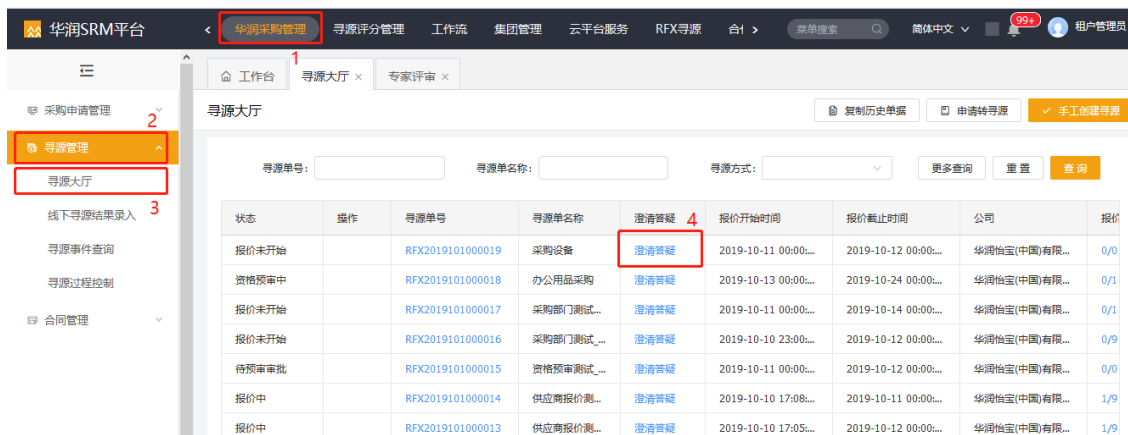 华润SRM平台
华润采购管理 寻源评分管理 工作流 集团管理 云平台服务 RFX寻源 合 菜单搜索 简体中文 99+ 租户管理员
1
工作台 寻源大厅 × 专家评审 ×
采购申请管理
2
寻源管理
寻源大厅
3
线下寻源结果录入
寻源事件查询
寻源过程控制
合同管理
寻源大厅 复制历史单据 申请转寻源 手工创建寻源
寻源单号: 寻源单名称: 寻源方式: 更多查询 重置 查询
状态 操作 寻源单号 寻源单名称 澄清答疑 4 报价开始时间 报价截止时间 公司 报价
报价未开始 RFX2019101000019 采购设备 澄清答疑 2019-10-11 00:00:... 2019-10-12 00:00:... 华润怡宝(中国)有限... 0/0
资格预审中 RFX2019101000018 办公用品采购 澄清答疑 2019-10-13 00:00:... 2019-10-24 00:00:... 华润怡宝(中国)有限... 0/1
报价未开始 RFX2019101000017 采购部门测试... 澄清答疑 2019-10-11 00:00:... 2019-10-14 00:00:... 华润怡宝(中国)有限... 0/1
报价未开始 RFX2019101000016 采购部门测试_... 澄清答疑 2019-10-10 23:00:... 2019-10-12 00:00:... 华润怡宝(中国)有限... 0/9
待预审审批 RFX2019101000015 资格预审测试_... 澄清答疑 2019-10-11 00:00:... 2019-10-12 00:00:... 华润怡宝(中国)有限... 0/0
报价中 RFX2019101000014 供应商报价测... 澄清答疑 2019-10-10 17:08:... 2019-10-11 00:00:... 华润怡宝(中国)有限... 1/9
报价中 RFX2019101000013 供应商报价测... 澄清答疑 2019-10-10 17:05:... 2019-10-12 00:00:... 华润怡宝(中国)有限... 1/9